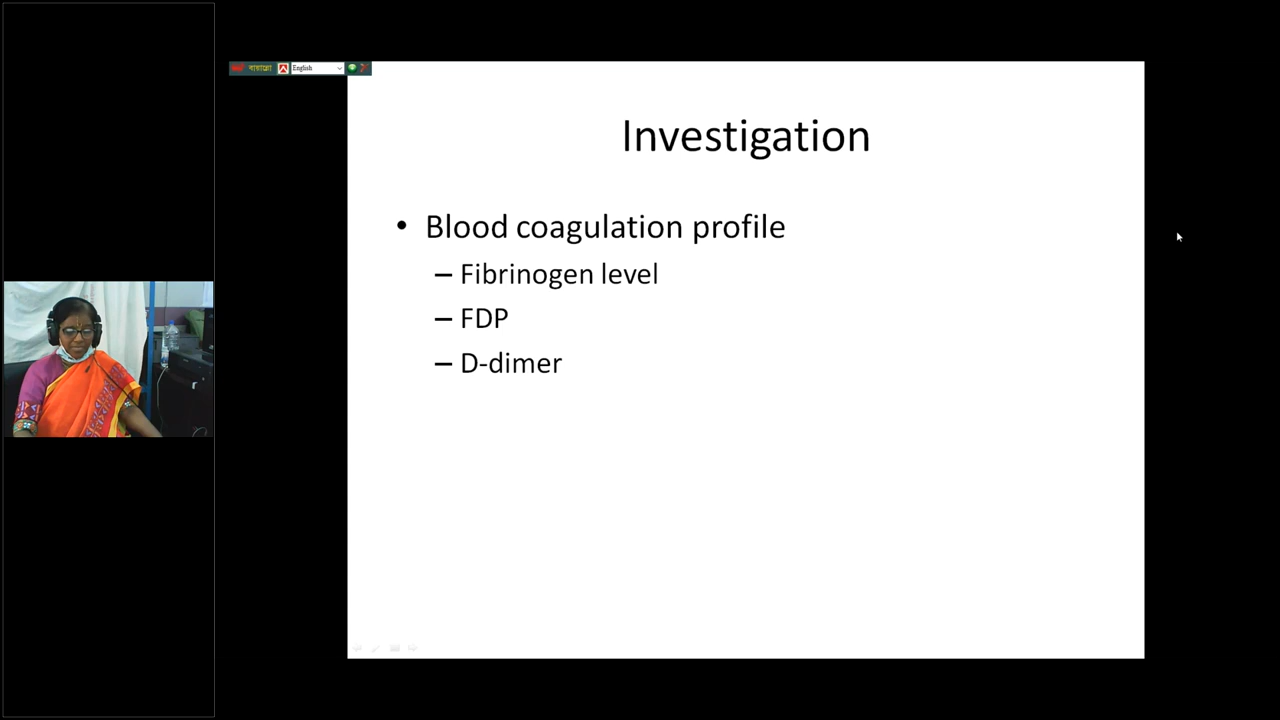 English
Investigation
• Blood coagulation profile
– Fibrinogen level
– FDP
– D-dimer